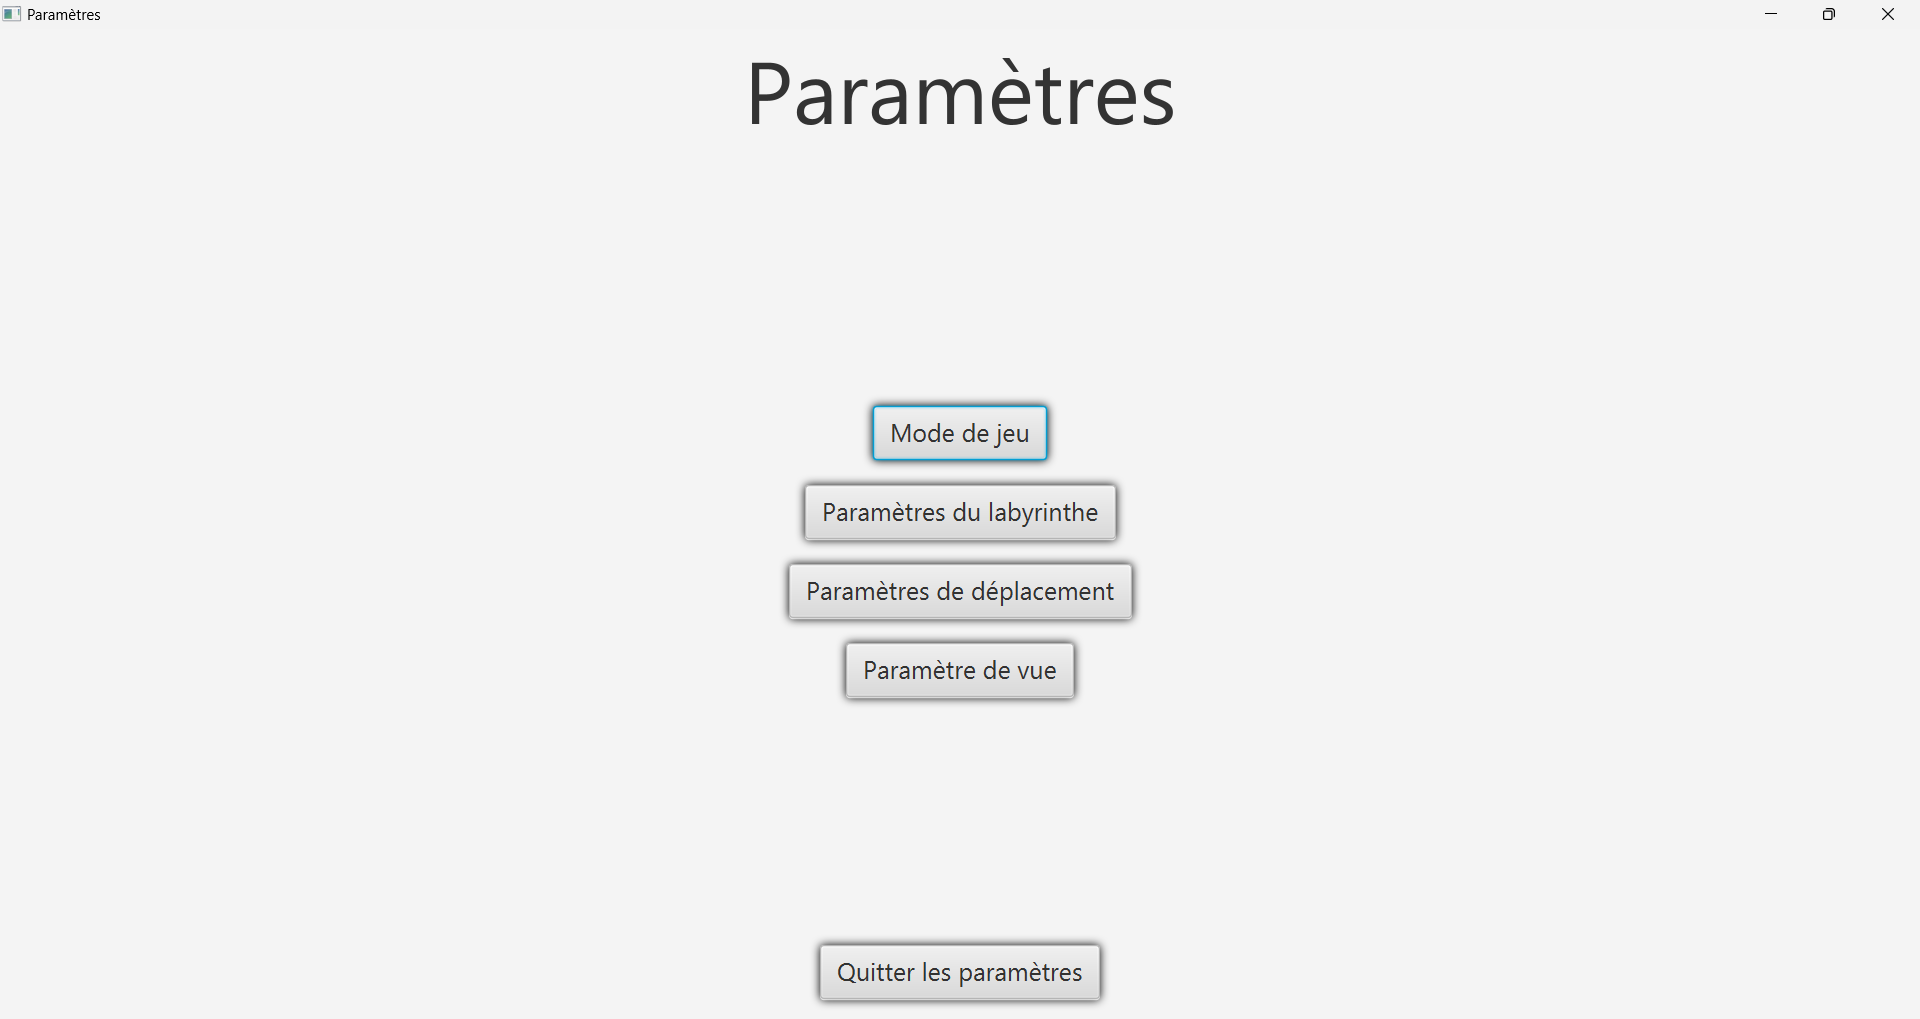 Paramètres
Paramètres
Mode de jeu
Paramètres du labyrinthe
Paramètres de déplacement
Paramètre de vue
Quitter les paramètres